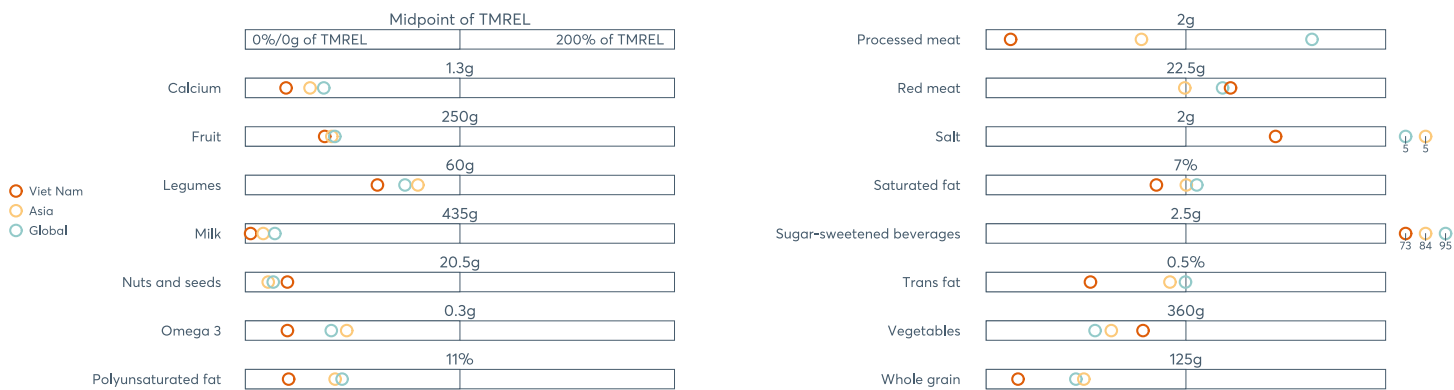 Midpoint of TMREL
0%/0g of TMREL 200% of TMREL
Calcium 1.3g
Fruit 250g
Legumes 60g
Milk 435g
Nuts and seeds 20.5g
Omega 3 0.3g
Polyunsaturated fat 11%
Viet Nam
Asia
Global
Processed meat 2g
Red meat 22.5g
Salt 2g
5 5
Saturated fat 7%
Sugar-sweetened beverages 2.5g
73 84 95
Trans fat 0.5%
Vegetables 360g
Whole grain 125g